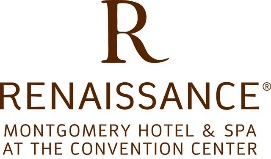 R
RENAISSANCE®
MONTGOMERY HOTEL & SPA
AT THE CONVENTION CENTER